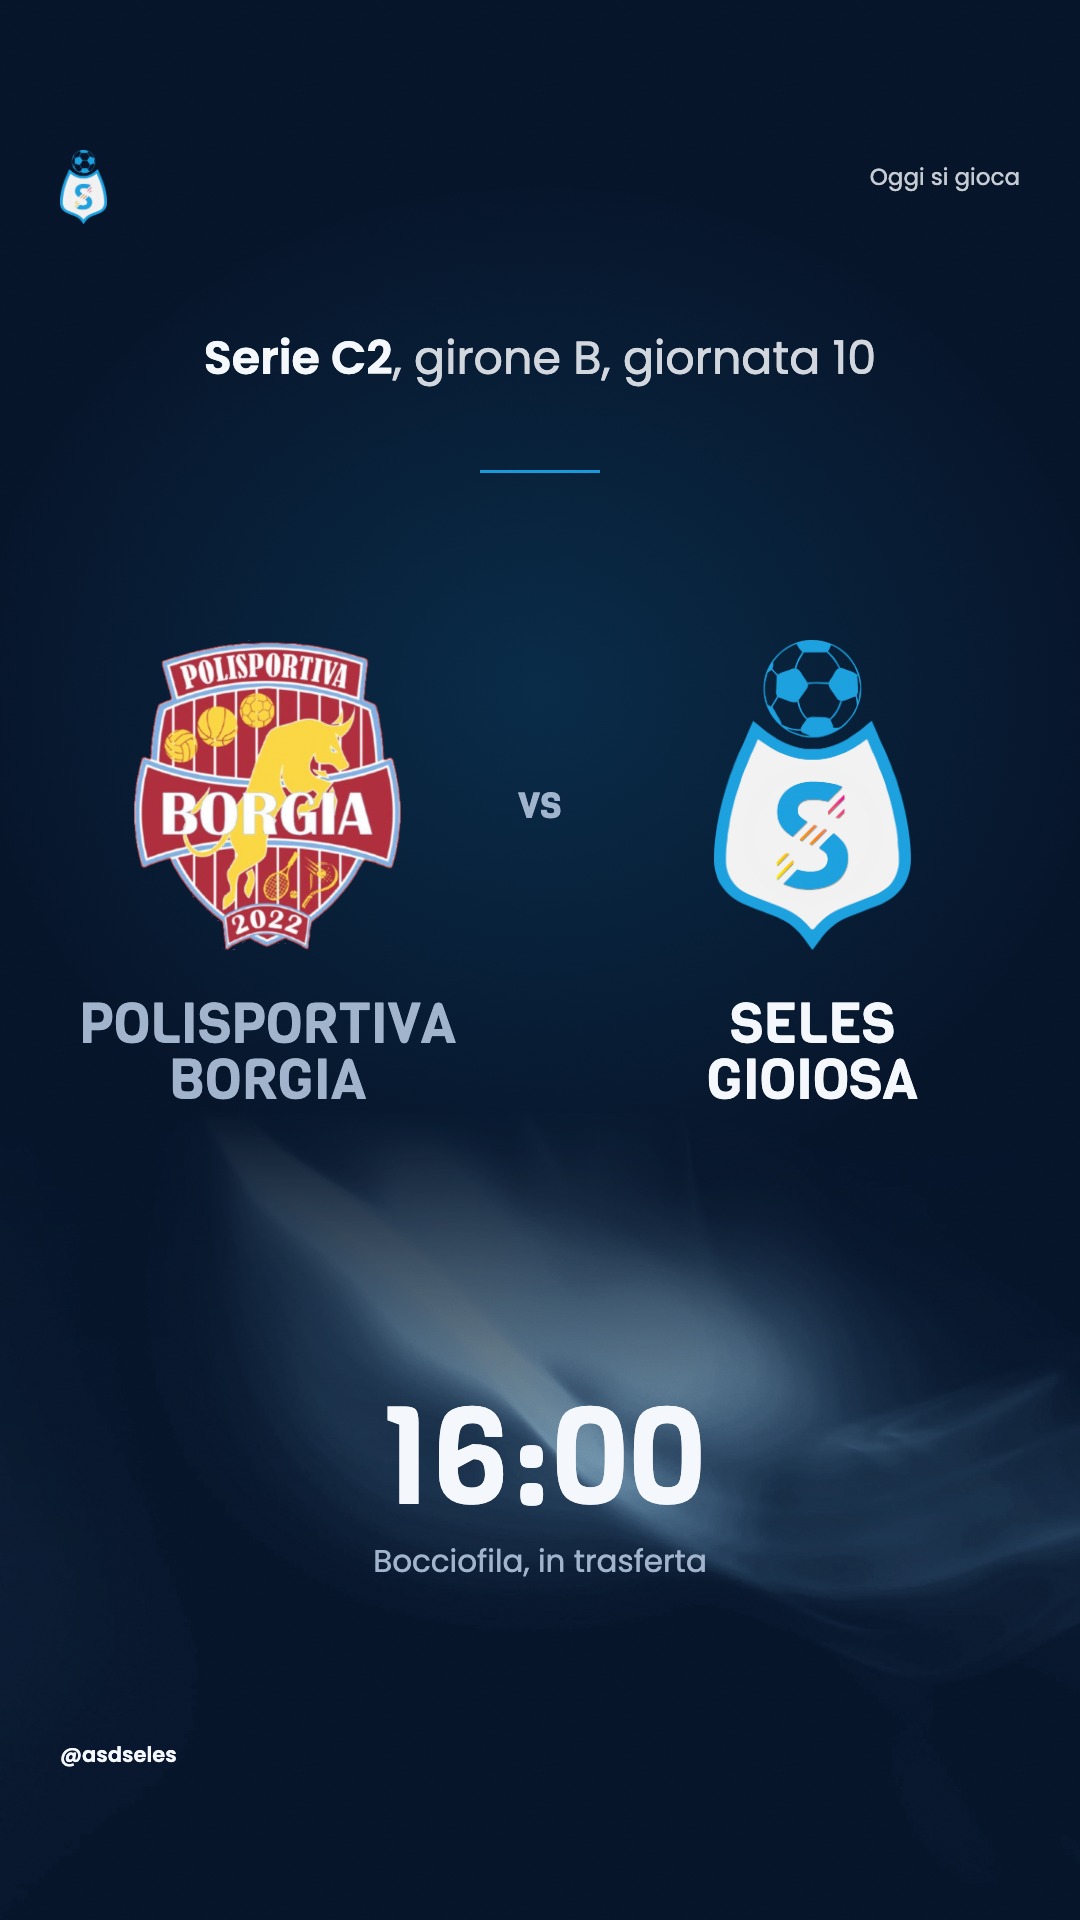 S
Oggi si gioca
Serie C2, girone B, giornata 10
POLISPORTIVA
BORGIA
2022
vs
S
POLISPORTIVA
BORGIA
SELES
GIOIOSA
16:00
Bocciofila, in trasferta
@asdseles